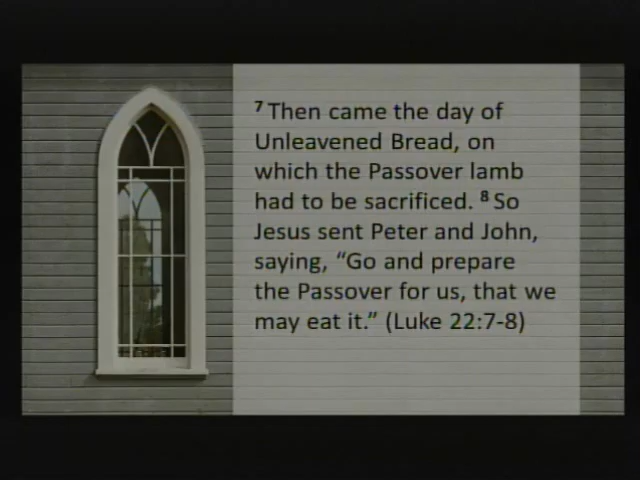 ⁷ Then came the day of
Unleavened Bread, on
which the Passover lamb
had to be sacrificed. ⁸ So
Jesus sent Peter and John,
saying, “Go and prepare
the Passover for us, that we
may eat it.” (Luke 22:7-8)